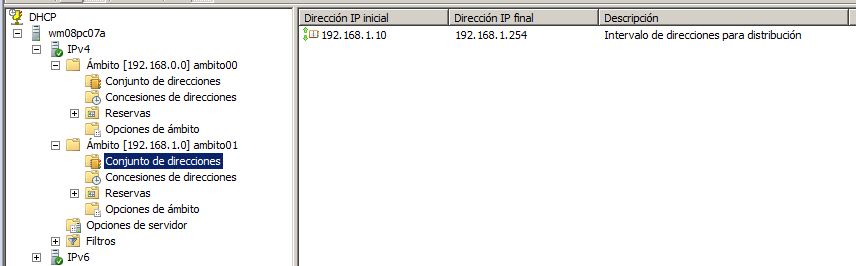 DHCP
wm08pc07a
IPv4
Ámbito [192.168.0.0] ambito00
Conjunto de direcciones
Concesiones de direcciones
Reservas
Opciones de ámbito
Ámbito [192.168.1.0] ambito01
Conjunto de direcciones
Concesiones de direcciones
Reservas
Opciones de ámbito
Opciones de servidor
Filtros
IPv6
Dirección IP inicial Dirección IP final Descripción
192.168.1.10 192.168.1.254 Intervalo de direcciones para distribución